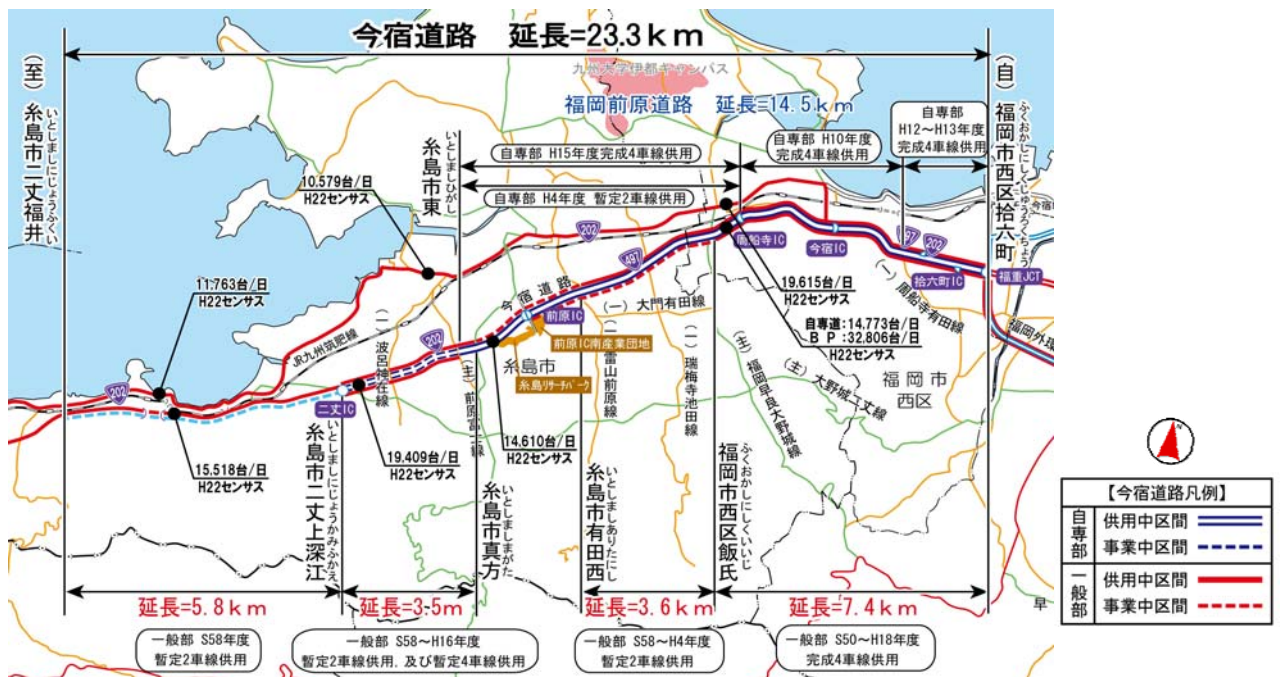 今宿道路 延長=23.3km
九州大学伊都キャンパス
福岡前原道路 延長=14.5km
(至)糸島市二丈福井
いとしましにじょうふくい
(自)福岡市西区拾六町
ふくおかしにしくじゅうろくちょう
自専部
H12～H13年度
完成4車線供用
自専部 H10年度
完成4車線供用
自専部 H15年度完成4車線供用
自専部 H4年度 暫定2車線供用
糸島市東
いとしましひがし
10.579台/日
H22センサス
11.763台/日
H22センサス
202
497
202
97
202
202
202
今宿
周船寺IC
今宿IC
拾六町IC
福重JCT
福岡外環
19.615台/日
H22センサス
自専道:14.773台/日
B P:32.806台/日
H22センサス
(一)周船寺有田線
今宿道路
(一)大門有田線
前原IC
前原IC南産業団地
糸島市
糸島リサーチパーク
JR九州筑肥線
(一)波呂神在線
(主)前原富士線
(一)雷山前原線
(一)瑞梅寺池田線
(主)福岡早良大野城線
(主)大野城二丈線
福岡市
西区
二丈IC
15.518台/日
H22センサス
19.409台/日
H22センサス
14.610台/日
H22センサス
糸島市二丈上深江
いとしましにじょうかみふかえ
糸島市真方
いとしましまがた
糸島市有田西
いとしましありたにし
福岡市西区飯氏
ふくおかしにしくいいじ
早
延長=5.8km
延長=3.5m
延長=3.6km
延長=7.4km
一般部 S58年度
暫定2車線供用
一般部 S58～H16年度
暫定2車線供用.及び暫定4車線供用
一般部 S58～H4年度
暫定2車線供用
一般部 S50～H18年度
完成4車線供用
N
【今宿道路凡例】
自専部
供用中区間
事業中区間
一般部
供用中区間
事業中区間